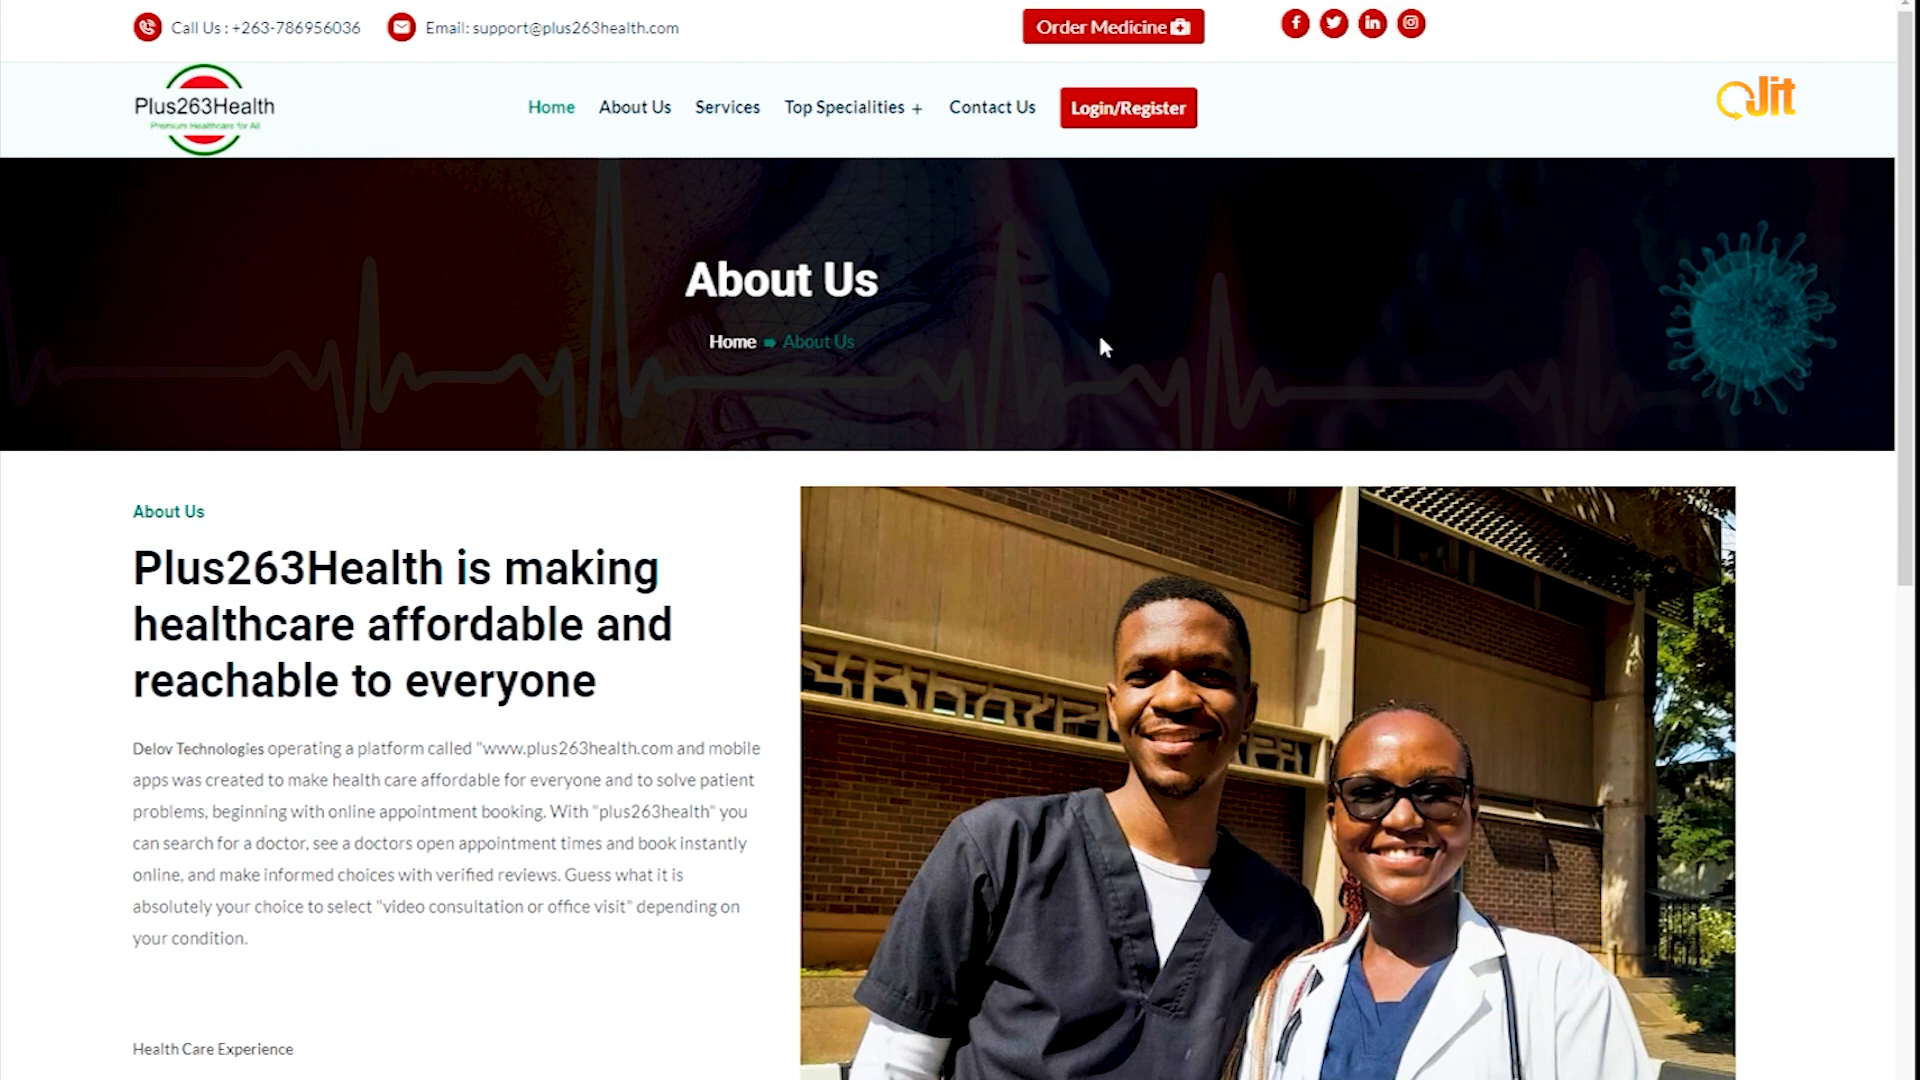 Call Us : +263-786956036
Email: support@plus263health.com
Order Medicine
Plus263Health
Premium Healthcare for All
Home
About Us
Services
Top Specialities +
Contact Us
Login/Register
Jit
About Us
Home
About Us
About Us
Plus263Health is making
healthcare affordable and
reachable to everyone
Delov Technologies operating a platform called "www.plus263health.com and mobile
apps was created to make health care affordable for everyone and to solve patient
problems, beginning with online appointment booking. With "plus263health" you
can search for a doctor, see a doctors open appointment times and book instantly
online, and make informed choices with verified reviews. Guess what it is
absolutely your choice to select "video consultation or office visit" depending on
your condition.
Health Care Experience